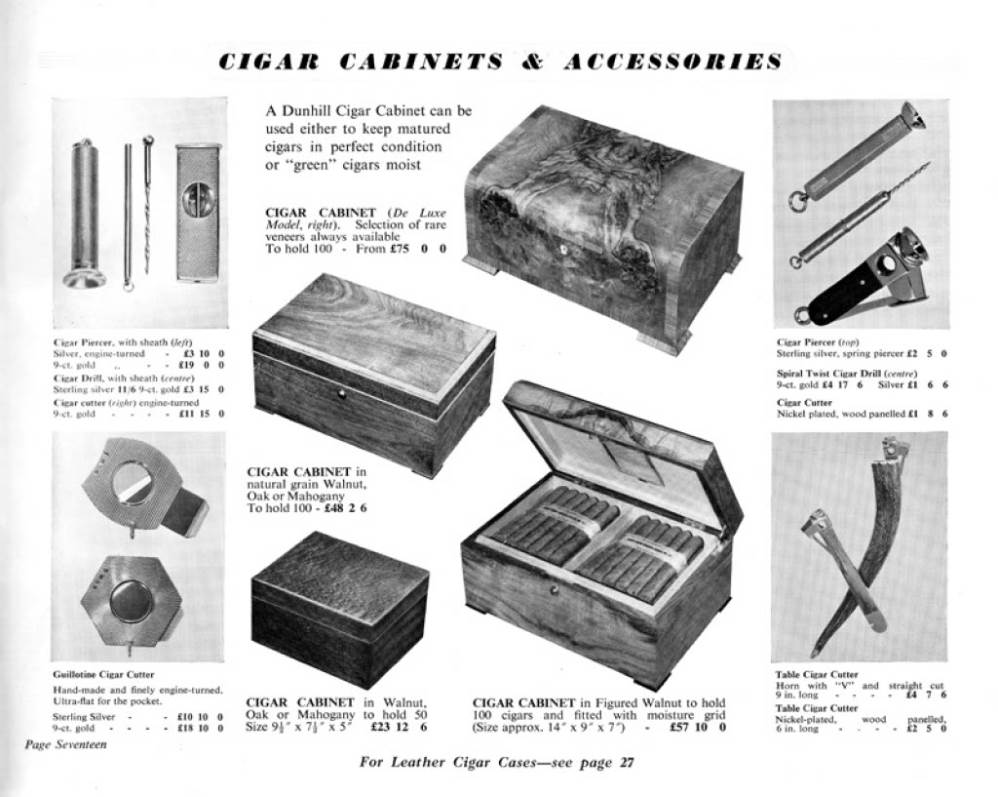 CIGAR CABINETS & ACCESSORIES
A Dunhill Cigar Cabinet can be
used either to keep matured
cigars in perfect condition
or "green" cigars moist
CIGAR CABINET (De Luxe
Model, right). Selection of rare
veneers always available
To hold 100 - From £75 0 0
Cigar Piercer, with sheath (left)
Silver, engine-turned - £3 10 0
9-ct. gold ,, - - £19 0 0
Cigar Drill, with sheath (centre)
Sterling silver 11/6 9-ct. gold £3 15 0
Cigar cutter (right) engine-turned
9-ct. gold - - - - £11 15 0
Cigar Piercer (top)
Sterling silver, spring piercer £2 5 0
Spiral Twist Cigar Drill (centre)
9-ct. gold £4 17 6 Silver £1 6 6
Cigar Cutter
Nickel plated, wood panelled £1 8 6
CIGAR CABINET in
natural grain Walnut,
Oak or Mahogany
To hold 100 - £48 2 6
Guillotine Cigar Cutter
Hand-made and finely engine-turned.
Ultra-flat for the pocket.
Sterling Silver - - £10 10 0
9-ct. gold - - - - £18 10 0
CIGAR CABINET in Walnut,
Oak or Mahogany to hold 50
Size 9½" x 7½" x 5" £23 12 6
CIGAR CABINET in Figured Walnut to hold
100 cigars and fitted with moisture grid
(Size approx. 14" x 9" x 7") - £57 10 0
Table Cigar Cutter
Horn with "V" and straight cut
9 in. long - - - - £4 7 6
Table Cigar Cutter
Nickel-plated, wood panelled,
6 in. long - - - - £2 5 0
Page Seventeen
For Leather Cigar Cases—see page 27